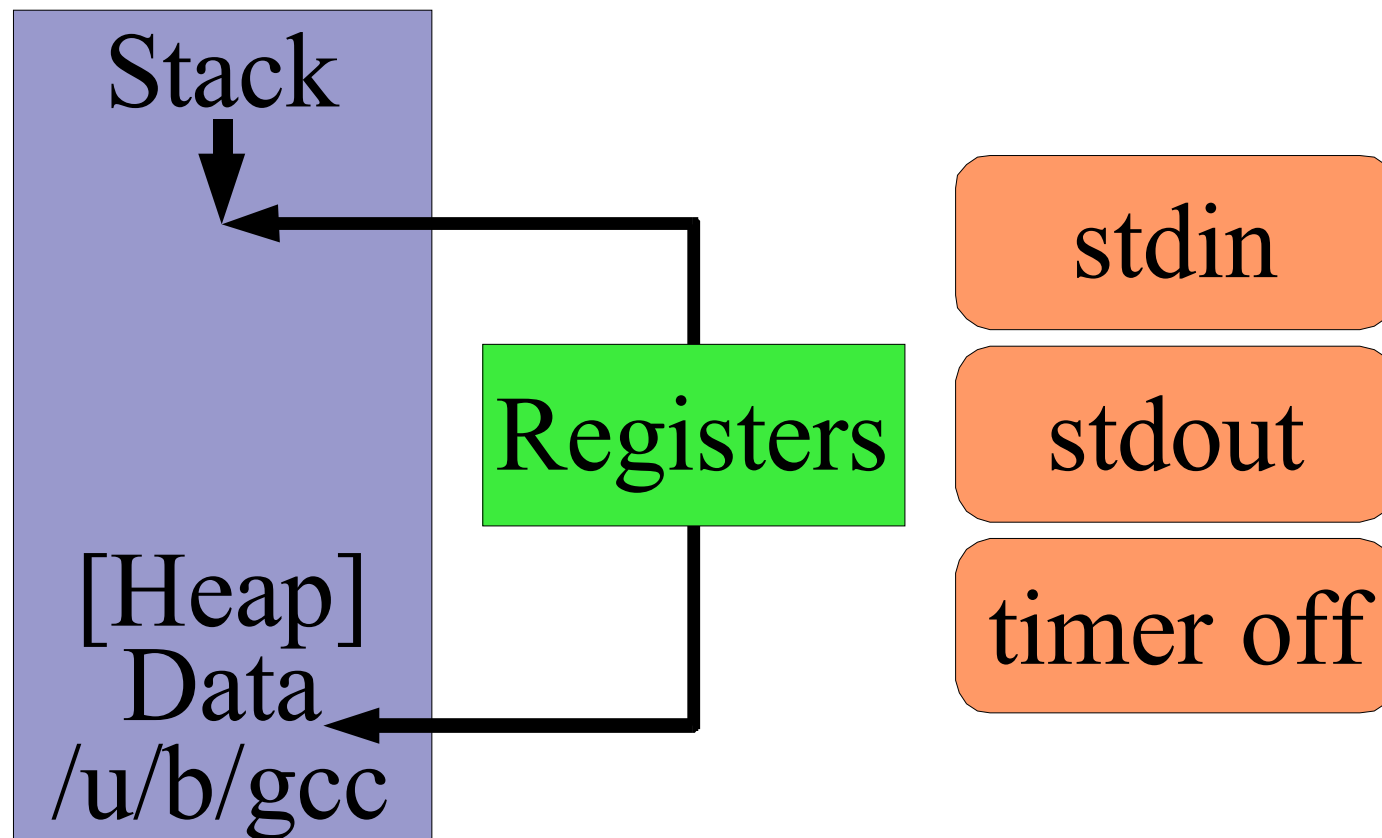 Stack
[Heap]
Data
/u/b/gcc
Registers
stdin
stdout
timer off